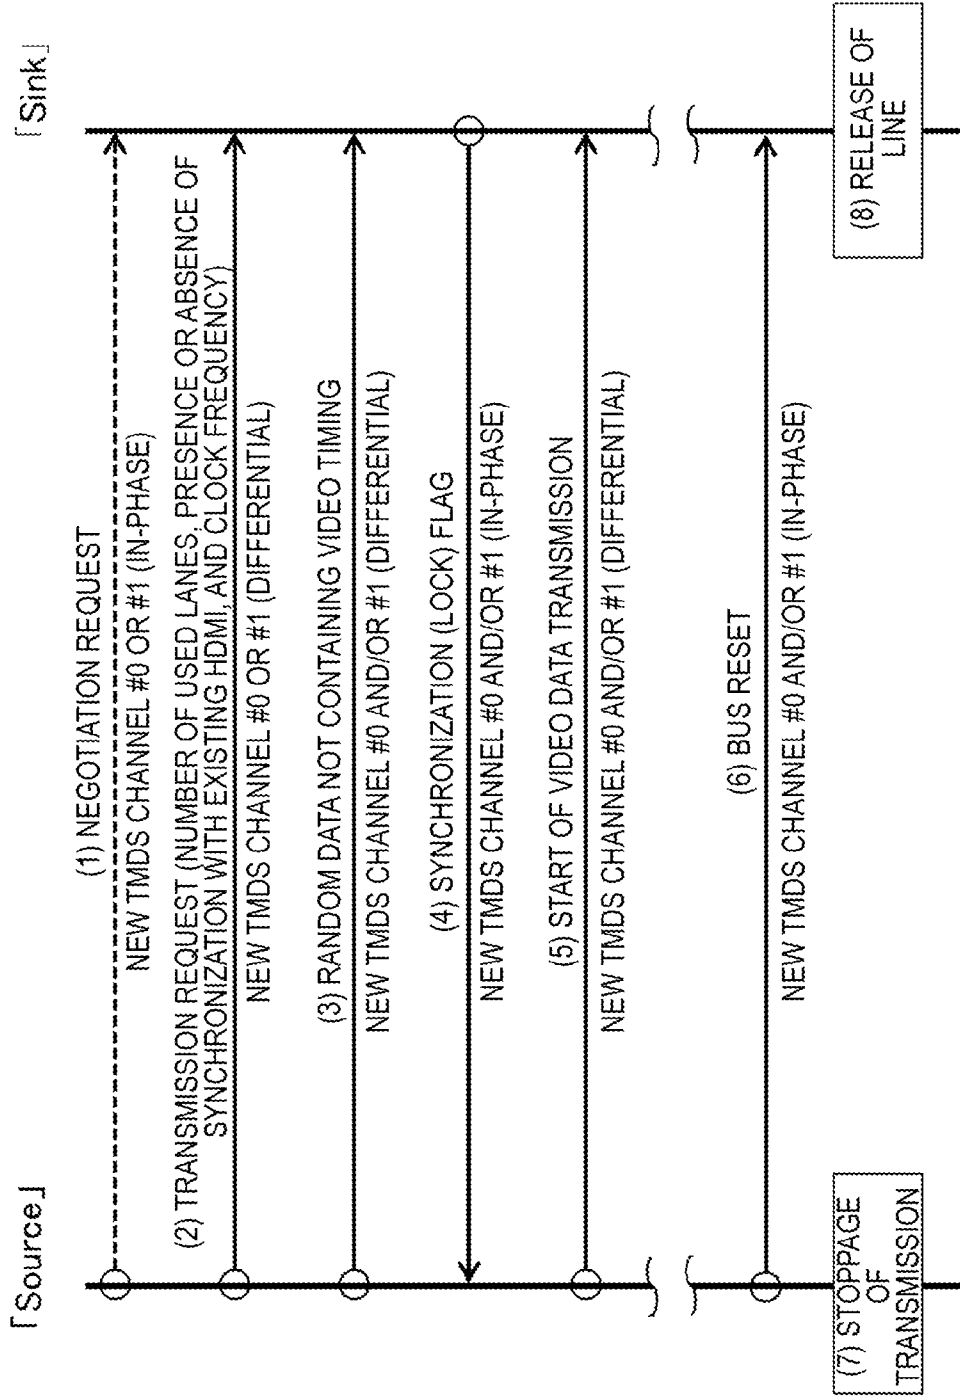 「Source」
「Sink」
(1) NEGOTIATION REQUEST
NEW TMDS CHANNEL #0 OR #1 (IN-PHASE)
(2) TRANSMISSION REQUEST (NUMBER OF USED LANES, PRESENCE OR ABSENCE OF
SYNCHRONIZATION WITH EXISTING HDMI, AND CLOCK FREQUENCY)
NEW TMDS CHANNEL #0 OR #1 (DIFFERENTIAL)
(3) RANDOM DATA NOT CONTAINING VIDEO TIMING
NEW TMDS CHANNEL #0 AND/OR #1 (DIFFERENTIAL)
(4) SYNCHRONIZATION (LOCK) FLAG
NEW TMDS CHANNEL #0 AND/OR #1 (IN-PHASE)
(5) START OF VIDEO DATA TRANSMISSION
NEW TMDS CHANNEL #0 AND/OR #1 (DIFFERENTIAL)
(6) BUS RESET
NEW TMDS CHANNEL #0 AND/OR #1 (IN-PHASE)
(7) STOPPAGE
OF
TRANSMISSION
(8) RELEASE OF
LINE